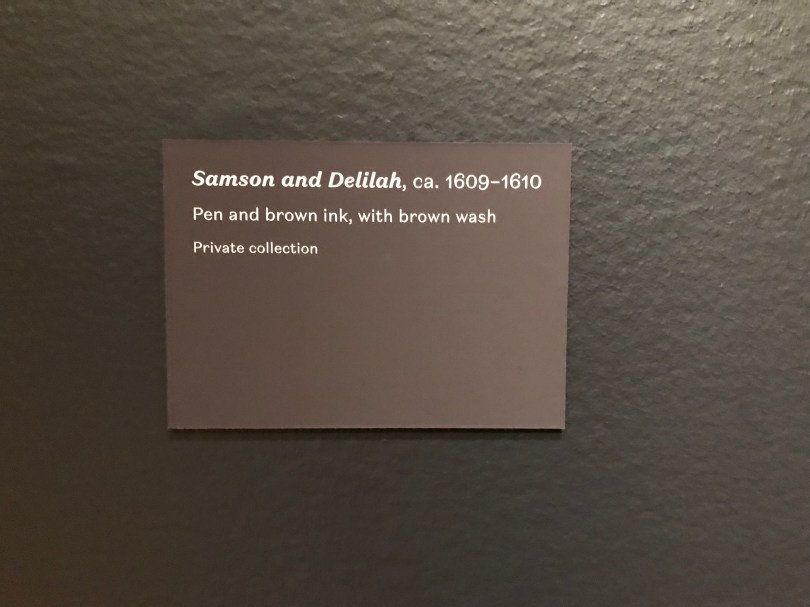 Samson and Delilah, ca. 1609–1610
Pen and brown ink, with brown wash
Private collection